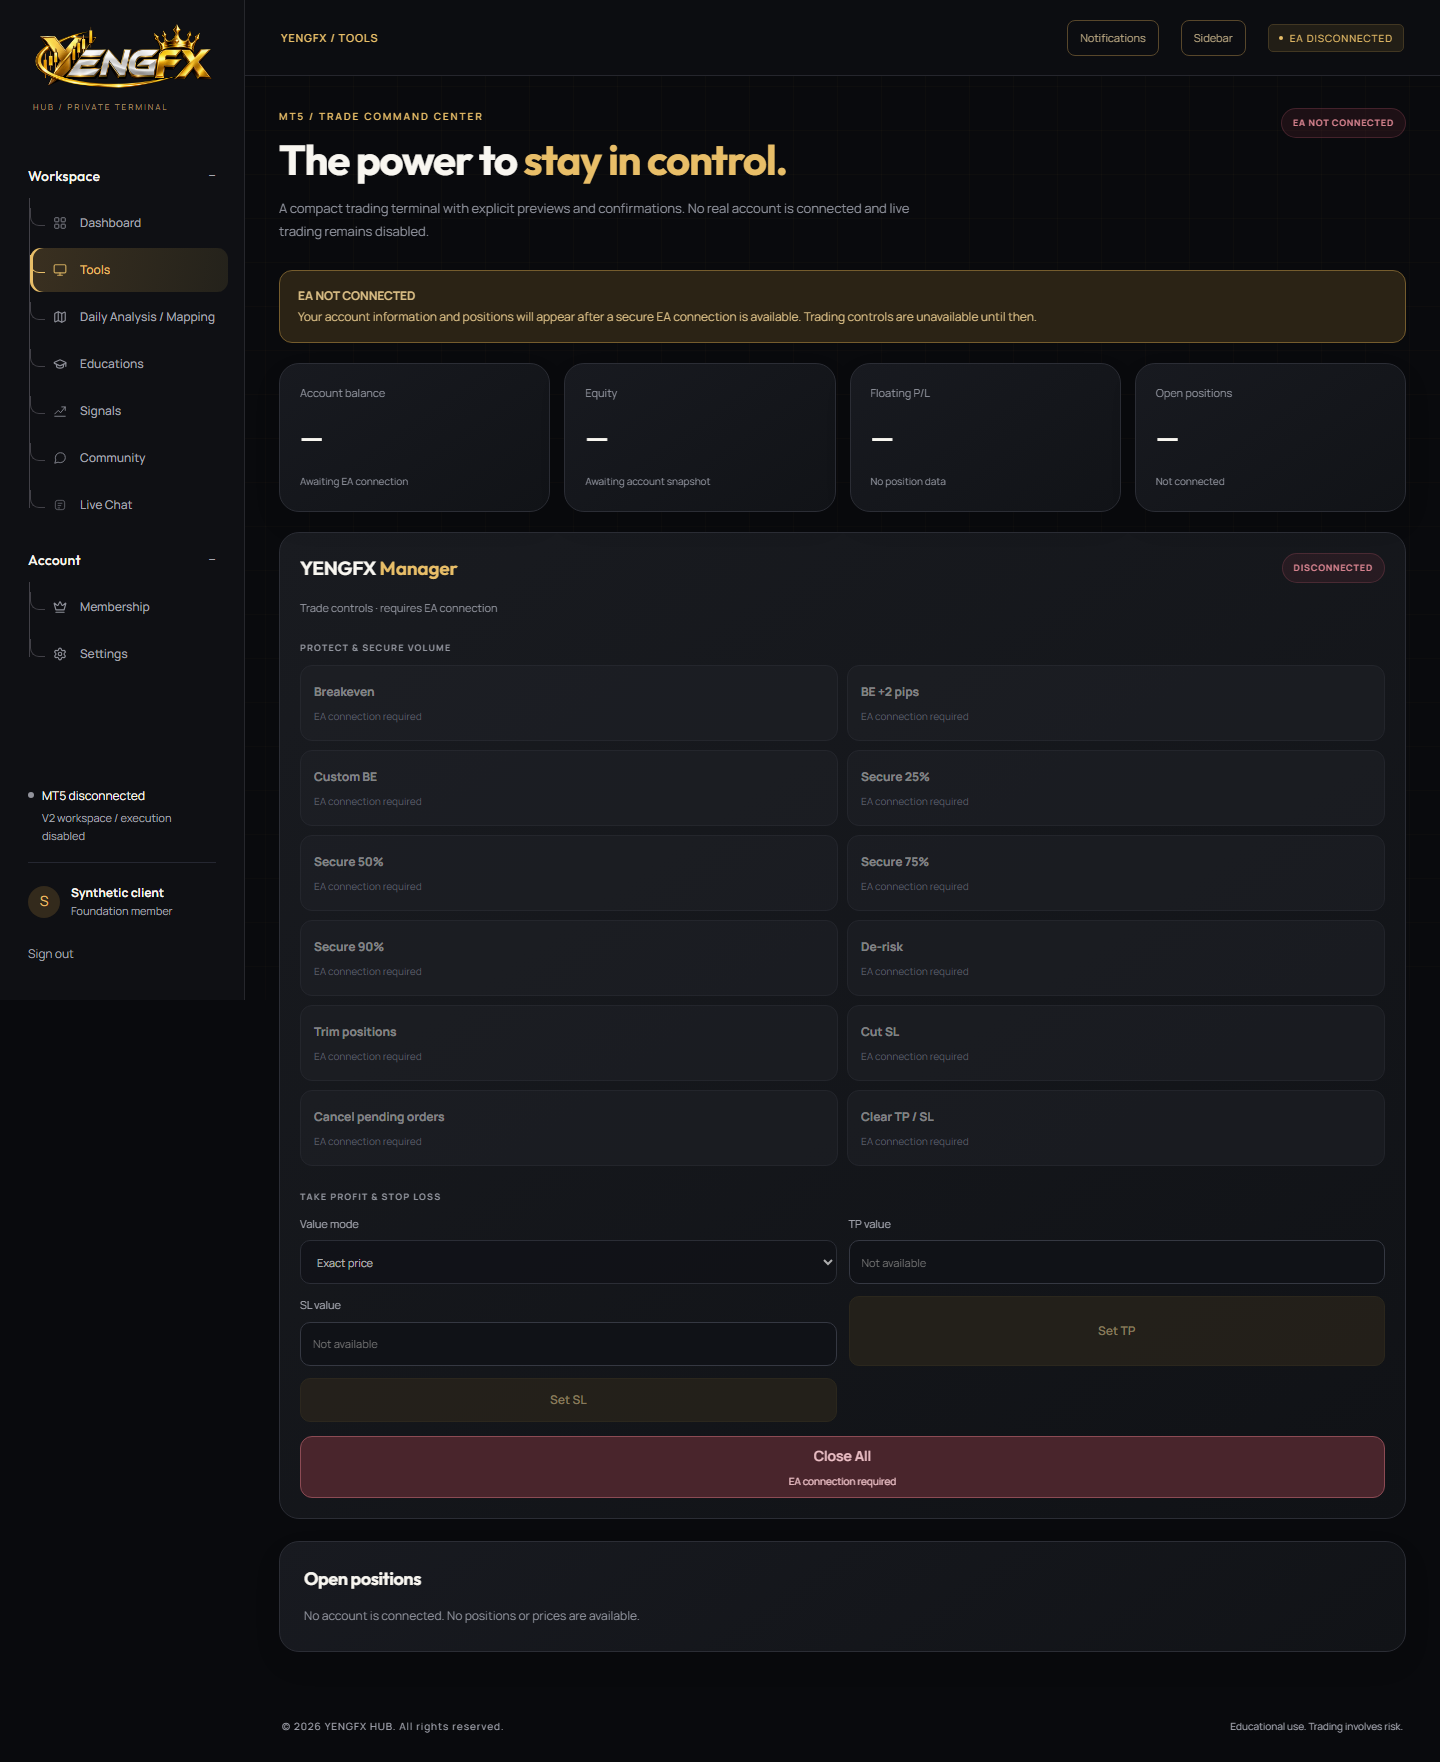 YENGFX
HUB / PRIVATE TERMINAL
Workspace
Dashboard
Tools
Daily Analysis / Mapping
Educations
Signals
Community
Live Chat
Account
Membership
Settings
MT5 disconnected
V2 workspace / execution
disabled
S
Synthetic client
Foundation member
Sign out
YENGFX / TOOLS
Notifications
Sidebar
EA DISCONNECTED
MT5 / TRADE COMMAND CENTER
EA NOT CONNECTED
The power to stay in control.
A compact trading terminal with explicit previews and confirmations. No real account is connected and live
trading remains disabled.
EA NOT CONNECTED
Your account information and positions will appear after a secure EA connection is available. Trading controls are unavailable until then.
Account balance
—
Awaiting EA connection
Equity
—
Awaiting account snapshot
Floating P/L
—
No position data
Open positions
—
Not connected
YENGFX Manager
DISCONNECTED
Trade controls · requires EA connection
PROTECT & SECURE VOLUME
Breakeven
EA connection required
BE +2 pips
EA connection required
Custom BE
EA connection required
Secure 25%
EA connection required
Secure 50%
EA connection required
Secure 75%
EA connection required
Secure 90%
EA connection required
De-risk
EA connection required
Trim positions
EA connection required
Cut SL
EA connection required
Cancel pending orders
EA connection required
Clear TP / SL
EA connection required
TAKE PROFIT & STOP LOSS
Value mode
Exact price
TP value
Not available
SL value
Not available
Set TP
Set SL
Close All
EA connection required
Open positions
No account is connected. No positions or prices are available.
© 2026 YENGFX HUB. All rights reserved.
Educational use. Trading involves risk.